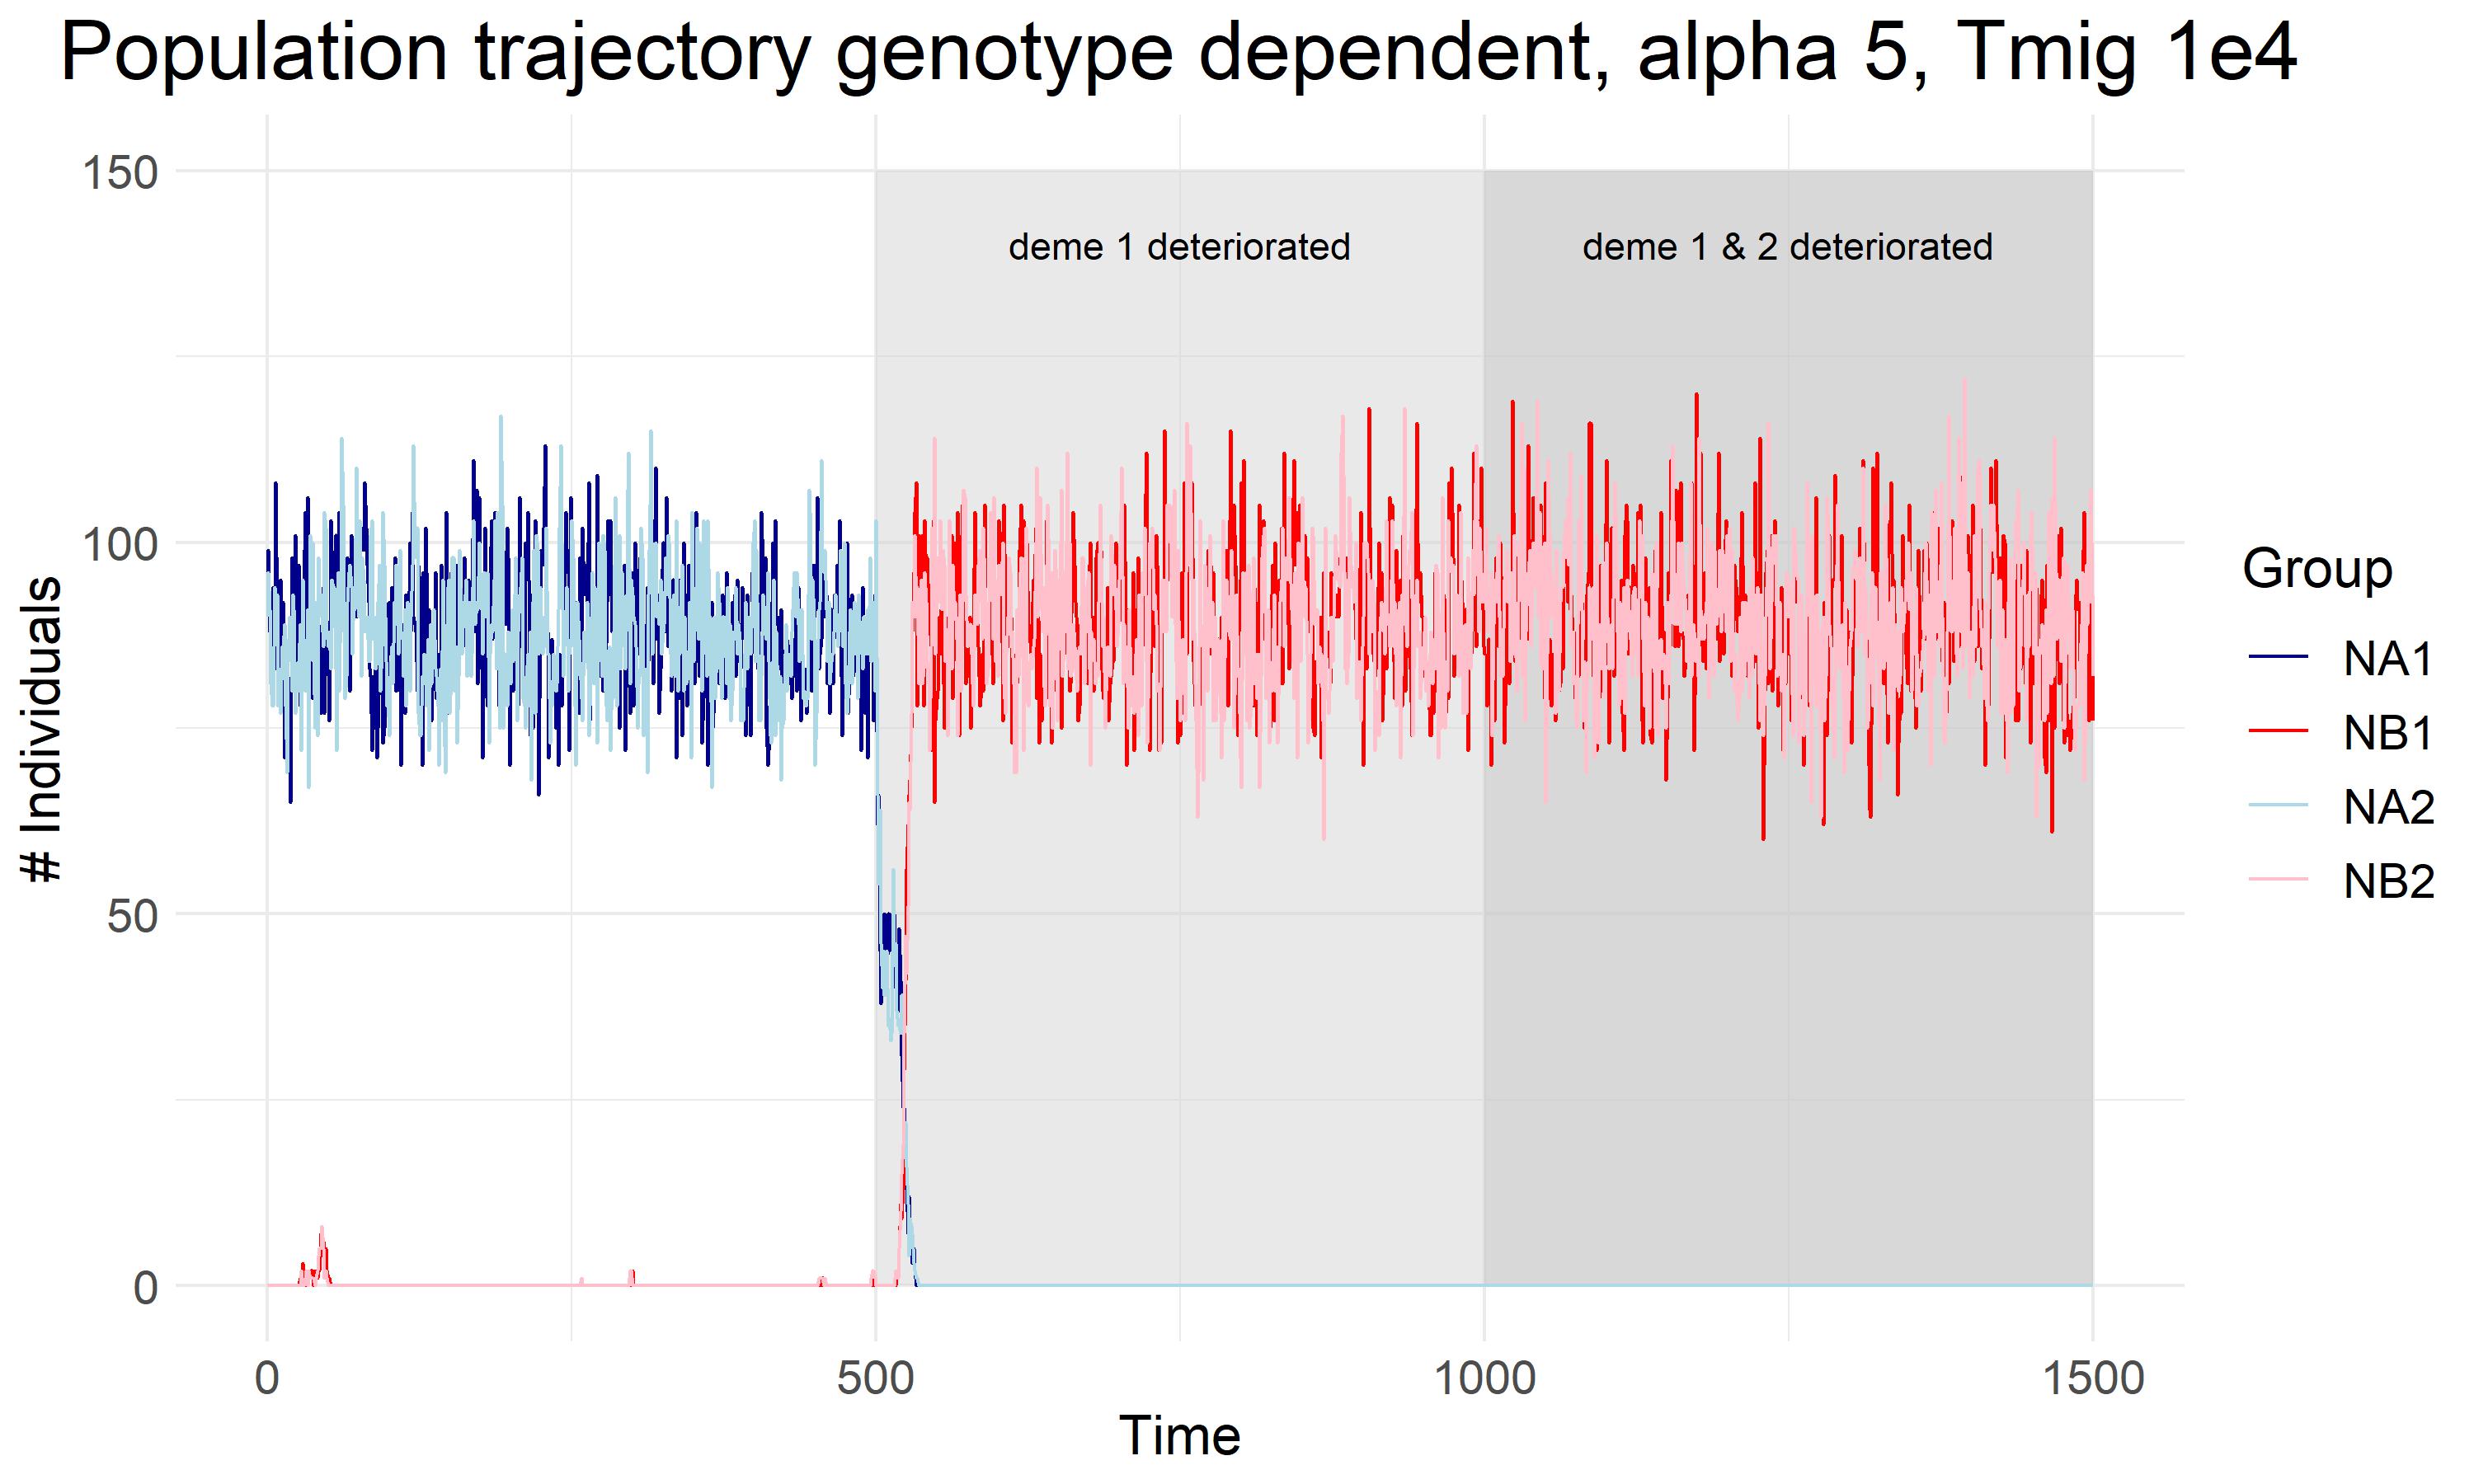 Population trajectory genotype dependent, alpha 5, Tmig 1e4
150
deme 1 deteriorated
deme 1 & 2 deteriorated
100
50
0
# Individuals
Group
NA1
NB1
NA2
NB2
0
500
1000
1500
Time